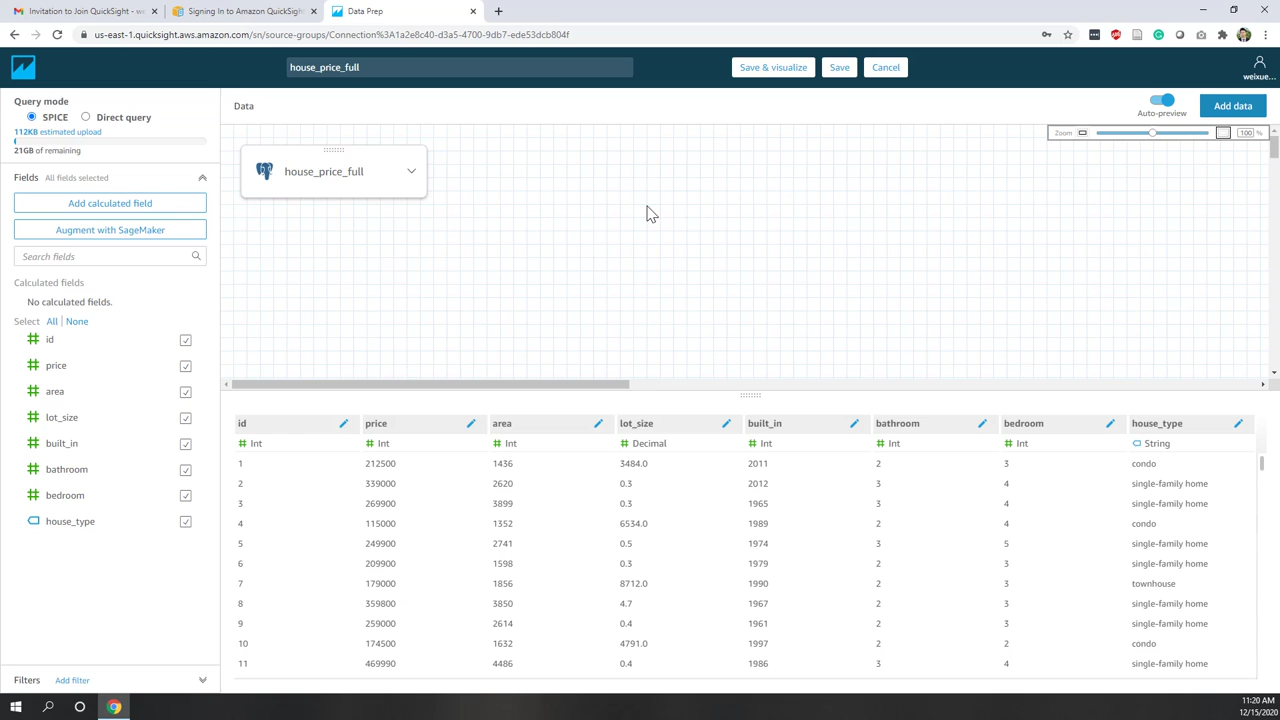 Invitation to Join QuickSight - we
Signing In to Amazon QuickSight
Data Prep
us-east-1.quicksight.aws.amazon.com/sn/source-groups/Connection%3A1a2e8c40-d3a5-4700-9db7-ede53dcb804f
house_price_full
Save & visualize
Save
Cancel
weixue...
Query mode
SPICE
Direct query
112KB estimated upload
21GB of remaining
Data
Auto-preview
Add data
Zoom
100 %
house_price_full
Fields All fields selected
Add calculated field
Augment with SageMaker
Search fields
Calculated fields
No calculated fields.
Select All | None
id
price
area
lot_size
built_in
bathroom
bedroom
house_type
Filters Add filter
id price area lot_size built_in bathroom bedroom house_type
Int Int Int Decimal Int Int Int String
1 212500 1436 3484.0 2011 2 3 condo
2 339000 2620 0.3 2012 3 4 single-family home
3 269900 3899 0.3 1965 3 4 single-family home
4 115000 1352 6534.0 1989 2 4 condo
5 249900 2741 0.5 1974 3 5 single-family home
6 209900 1598 0.3 1979 2 3 single-family home
7 179000 1856 8712.0 1990 2 3 townhouse
8 359800 3850 4.7 1967 2 3 single-family home
9 259000 2614 0.4 1961 2 3 single-family home
10 174500 1632 4791.0 1997 2 2 condo
11 469990 4486 0.4 1986 3 4 single-family home
11:20 AM
12/15/2020